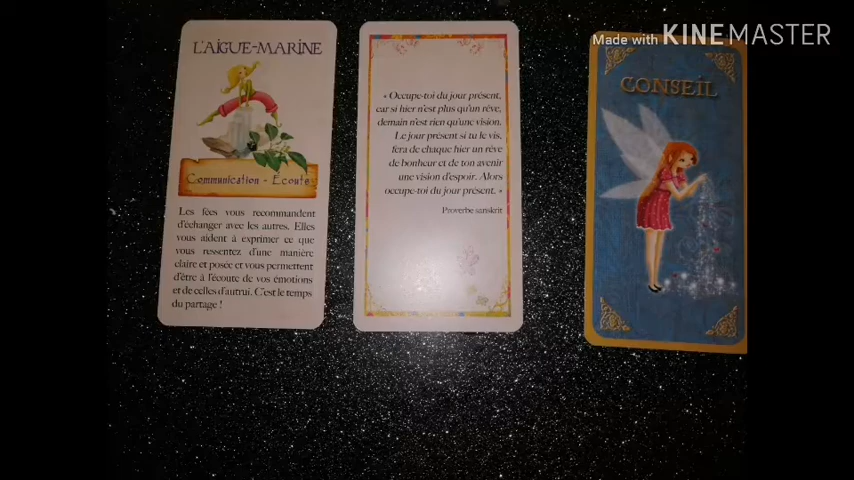 L'AIGUE-MARINE
Communication - Ecoute
Les fées vous recommandent
d'échanger avec les autres. Elles
vous aident à exprimer ce que
vous ressentez d'une manière
claire et posée et vous permettent
d'être à l'écoute de vos émotions
et de celles d'autrui. C'est le temps
du partage !
« Occupe-toi du jour présent,
car si hier n'est plus qu'un rêve,
demain n'est rien qu'une vision.
Le jour présent si tu le vis,
fera de chaque hier un rêve
de bonheur et de ton avenir
une vision d'espoir. Alors
occupe-toi du jour présent. »
Proverbe sanskrit
Made with KINEMASTER
CONSEIL